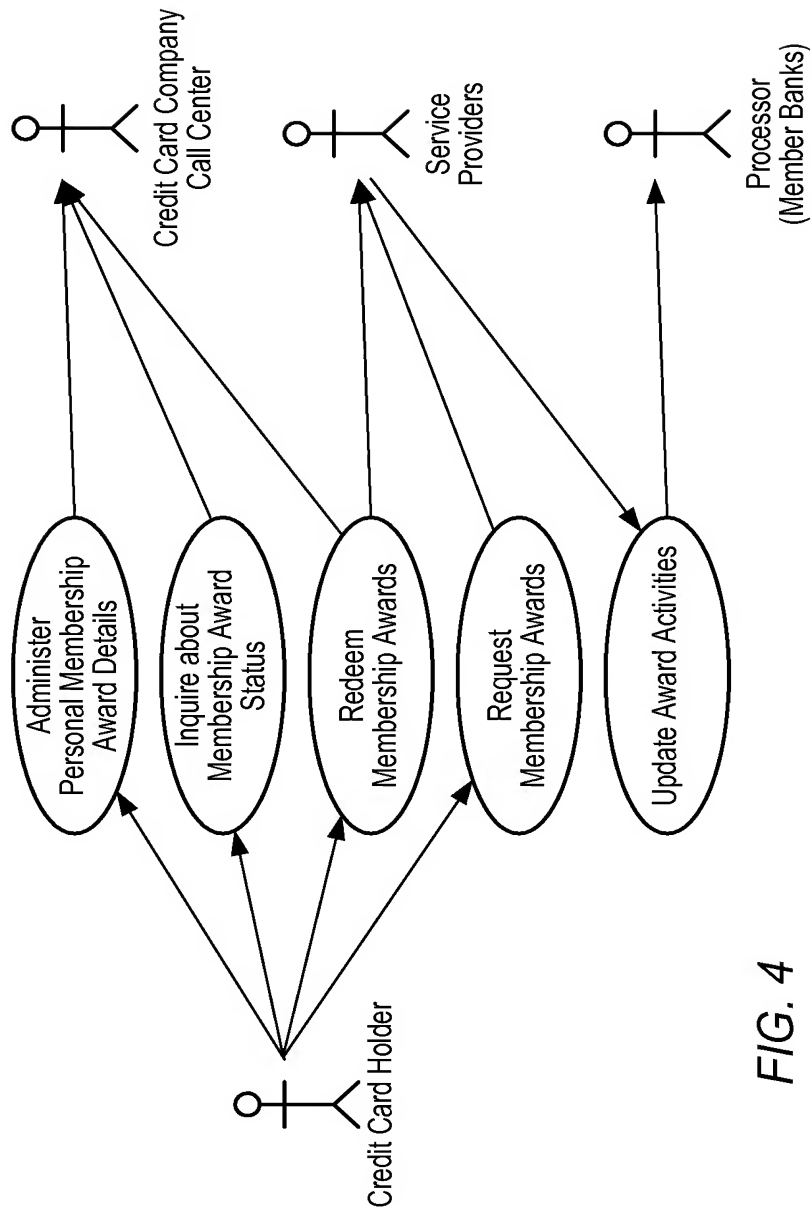 Credit Card Holder
Administer
Personal Membership
Award Details
Inquire about
Membership Award
Status
Redeem
Membership Awards
Request
Membership Awards
Update Award Activities
Credit Card Company
Call Center
Service
Providers
Processor
(Member Banks)
FIG. 4